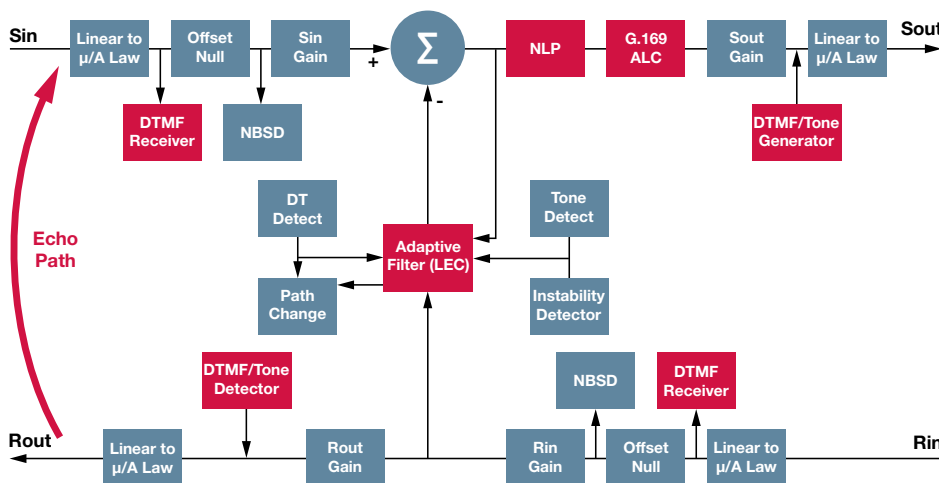 Sin
Linear to
µ/A Law
Offset
Null
Sin
Gain
+
Σ
-
NLP
G.169
ALC
Sout
Gain
Linear to
µ/A Law
Sout
DTMF
Receiver
NBSD
DTMF/Tone
Generator
DT
Detect
Tone
Detect
Echo
Path
Adaptive
Filter (LEC)
Path
Change
Instability
Detector
DTMF/Tone
Detector
NBSD
DTMF
Receiver
Rout
Linear to
µ/A Law
Rout
Gain
Rin
Gain
Offset
Null
Linear to
µ/A Law
Rin